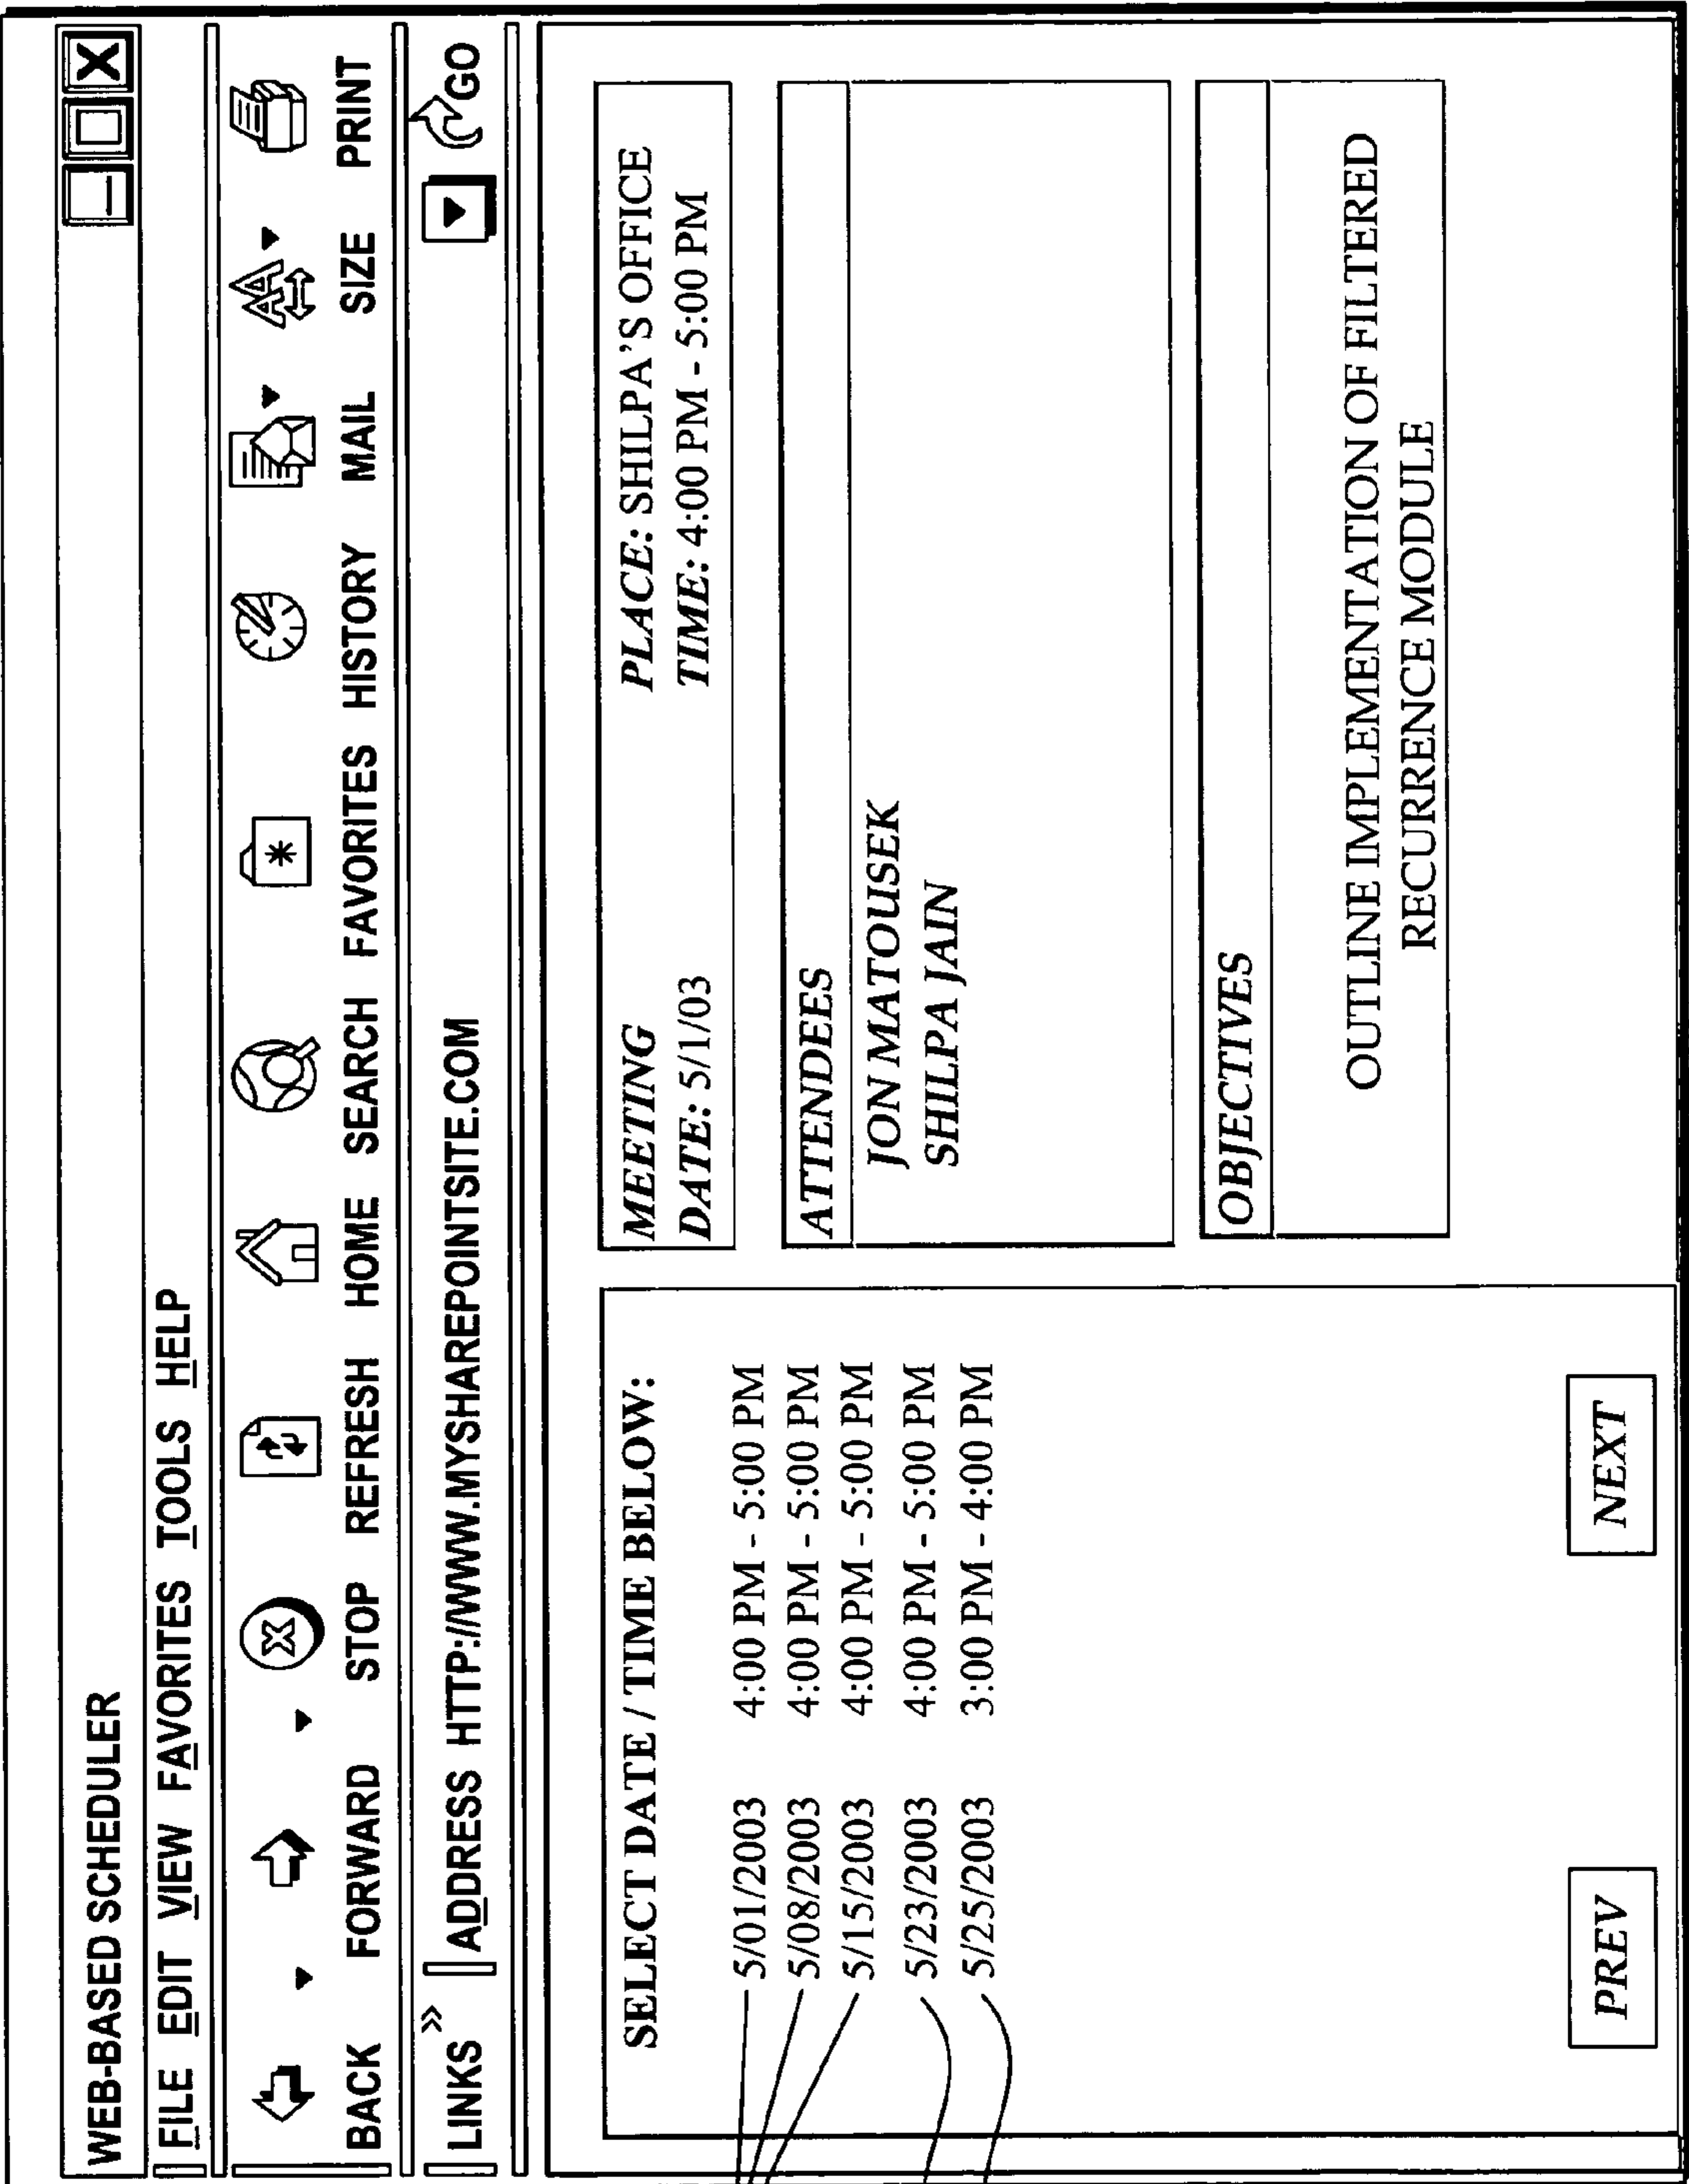 WEB-BASED SCHEDULER
FILE EDIT VIEW FAVORITES TOOLS HELP
BACK FORWARD STOP REFRESH HOME SEARCH FAVORITES HISTORY MAIL SIZE PRINT
LINKS » ADDRESS HTTP://WWW.MYSHAREPOINTSITE.COM GO
SELECT DATE / TIME BELOW:
5/01/2003 4:00 PM - 5:00 PM
5/08/2003 4:00 PM - 5:00 PM
5/15/2003 4:00 PM - 5:00 PM
5/23/2003 4:00 PM - 5:00 PM
5/25/2003 3:00 PM - 4:00 PM
PREV NEXT
MEETING PLACE: SHILPA'S OFFICE
DATE: 5/1/03 TIME: 4:00 PM - 5:00 PM
ATTENDEES
JON MATOUSEK
SHILPA JAIN
OBJECTIVES
OUTLINE IMPLEMENTATION OF FILTERED
RECURRENCE MODULE